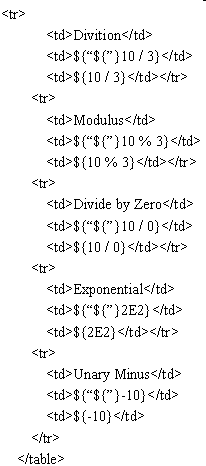 <tr>
<td>Divition</td>
<td>${“${”}10 / 3}</td>
<td>${10 / 3}</td></tr>
<tr>
<td>Modulus</td>
<td>${“${”}10 % 3}</td>
<td>${10 % 3}</td></tr>
<tr>
<td>Divide by Zero</td>
<td>${“${”}10 / 0}</td>
<td>${10 / 0}</td></tr>
<tr>
<td>Exponential</td>
<td>${“${”}2E2}</td>
<td>${2E2}</td></tr>
<tr>
<td>Unary Minus</td>
<td>${“${”}-10}</td>
<td>${-10}</td>
</tr>
</table>